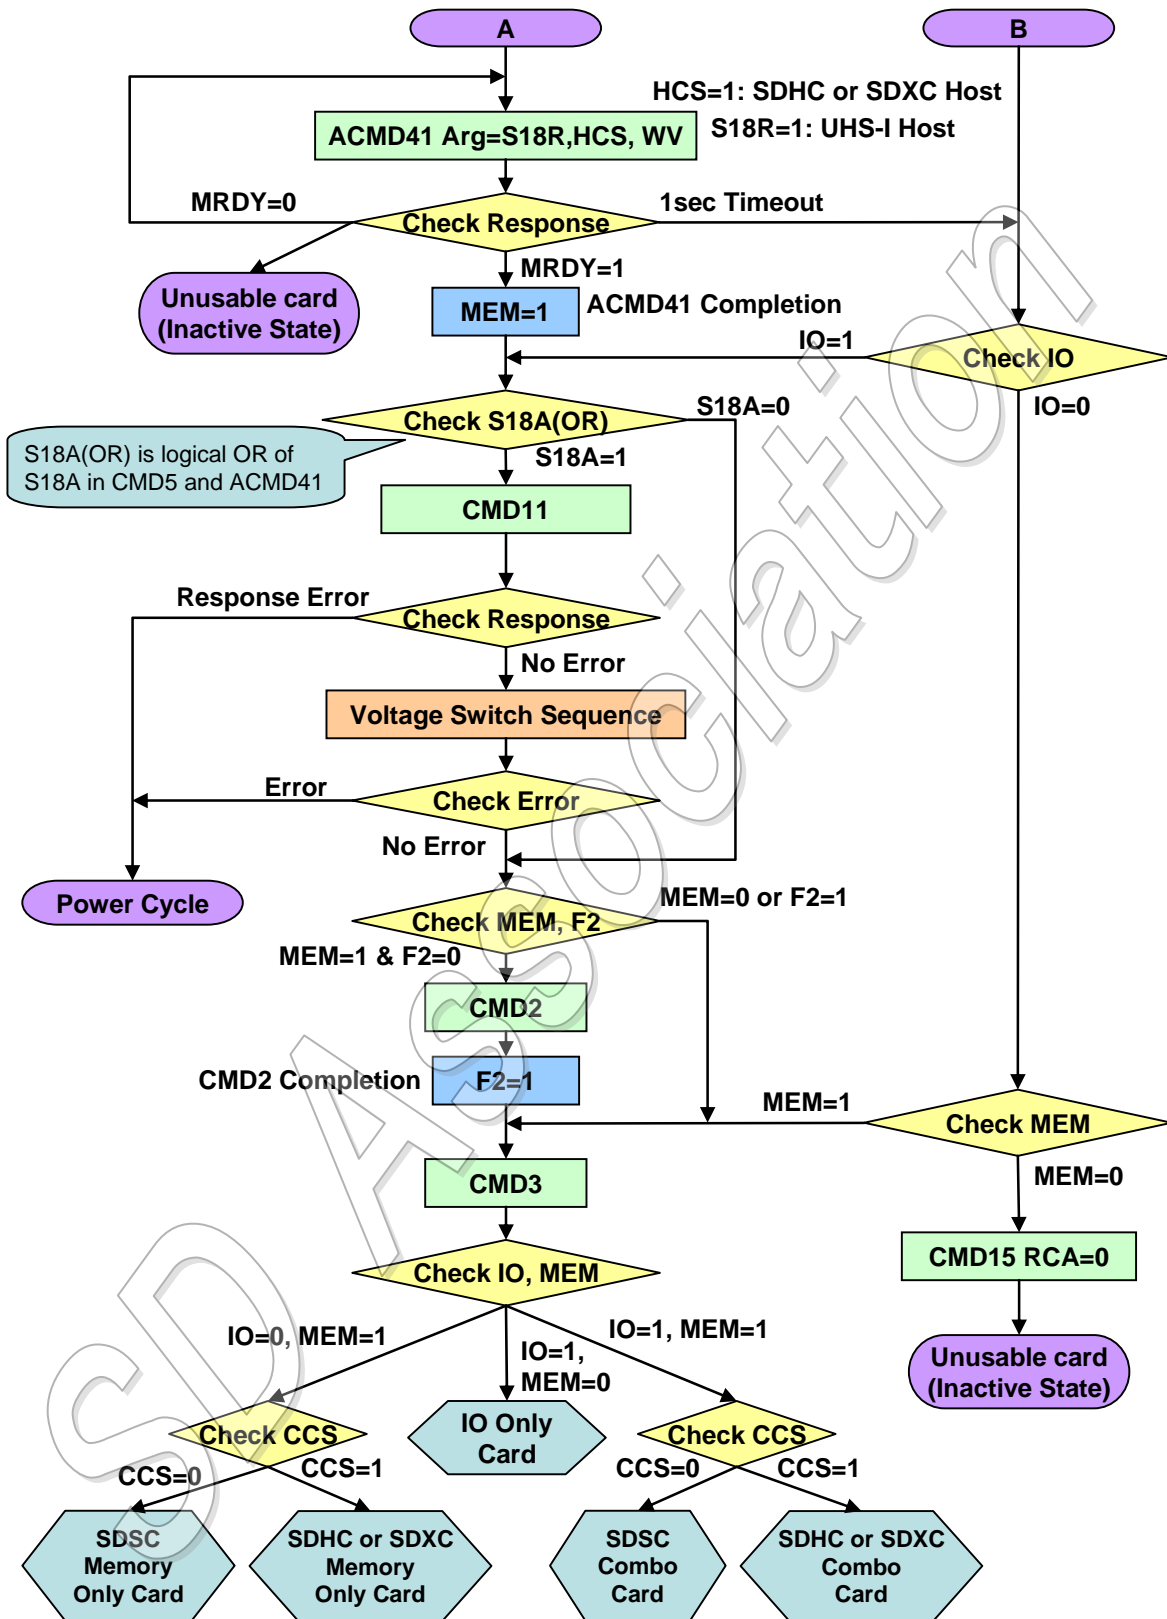 A
B
HCS=1: SDHC or SDXC Host
S18R=1: UHS-I Host
ACMD41 Arg=S18R,HCS, WV
MRDY=0
Check Response
1sec Timeout
MRDY=1
Unusable card
(Inactive State)
MEM=1
ACMD41 Completion
IO=1
Check IO
IO=0
Check S18A(OR)
S18A=0
S18A=1
S18A(OR) is logical OR of
S18A in CMD5 and ACMD41
CMD11
Response Error
Check Response
No Error
Voltage Switch Sequence
Error
Check Error
No Error
Power Cycle
Check MEM, F2
MEM=0 or F2=1
MEM=1 & F2=0
CMD2
CMD2 Completion
F2=1
MEM=1
Check MEM
MEM=0
CMD3
CMD15 RCA=0
Check IO, MEM
IO=0, MEM=1
IO=1,
MEM=0
IO=1, MEM=1
Unusable card
(Inactive State)
Check CCS
IO Only
Card
Check CCS
CCS=0
CCS=1
CCS=0
CCS=1
SDSC
Memory
Only Card
SDHC or SDXC
Memory
Only Card
SDSC
Combo
Card
SDHC or SDXC
Combo
Card
SD Association